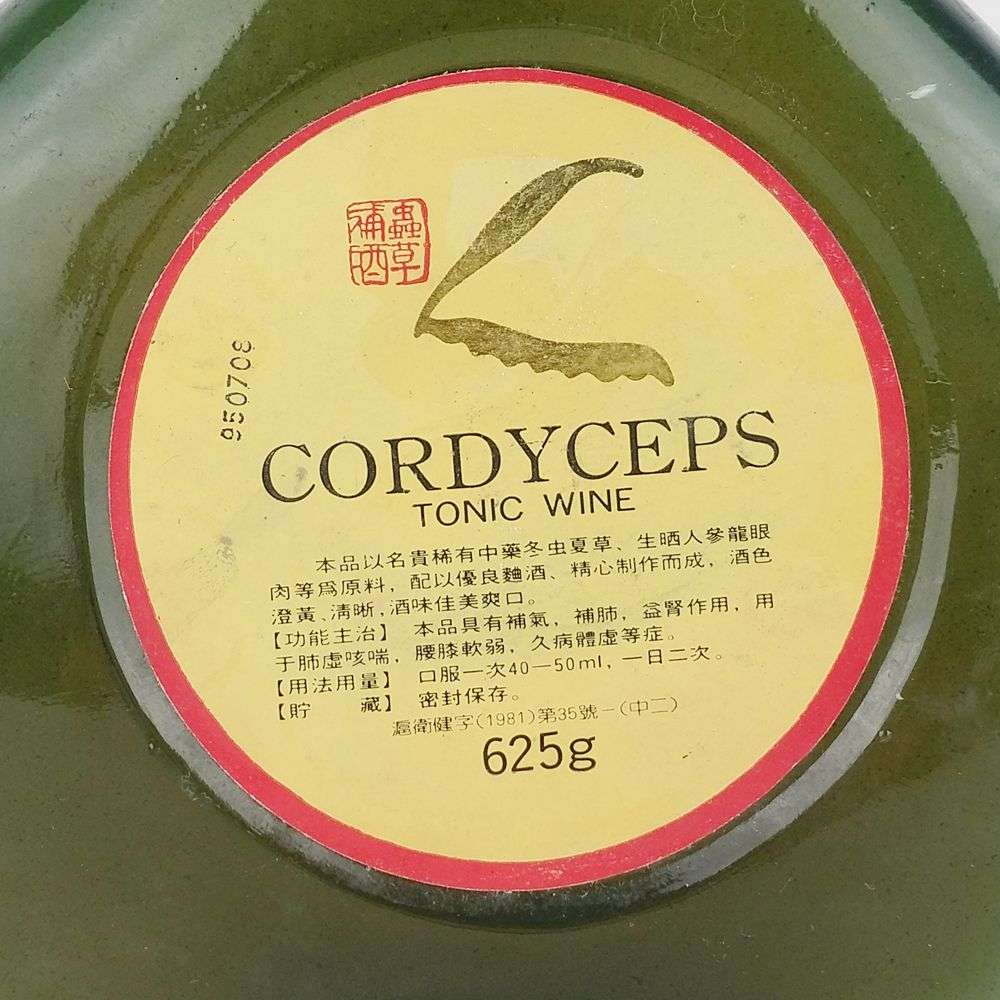 蟲草
補酒
950708
CORDYCEPS
TONIC WINE
本品以名貴稀有中藥冬虫夏草、生晒人參龍眼
肉等爲原料，配以優良麯酒、精心制作而成，酒色
澄黃、清晰，酒味佳美爽口。
【功能主治】 本品具有補氣，補肺，益腎作用，用
于肺虛咳喘，腰膝軟弱，久病體虛等症。
【用法用量】 口服一次40—50ml，一日二次。
【貯 藏】 密封保存。
滬衛健字(1981)第35號－(中二)
625g